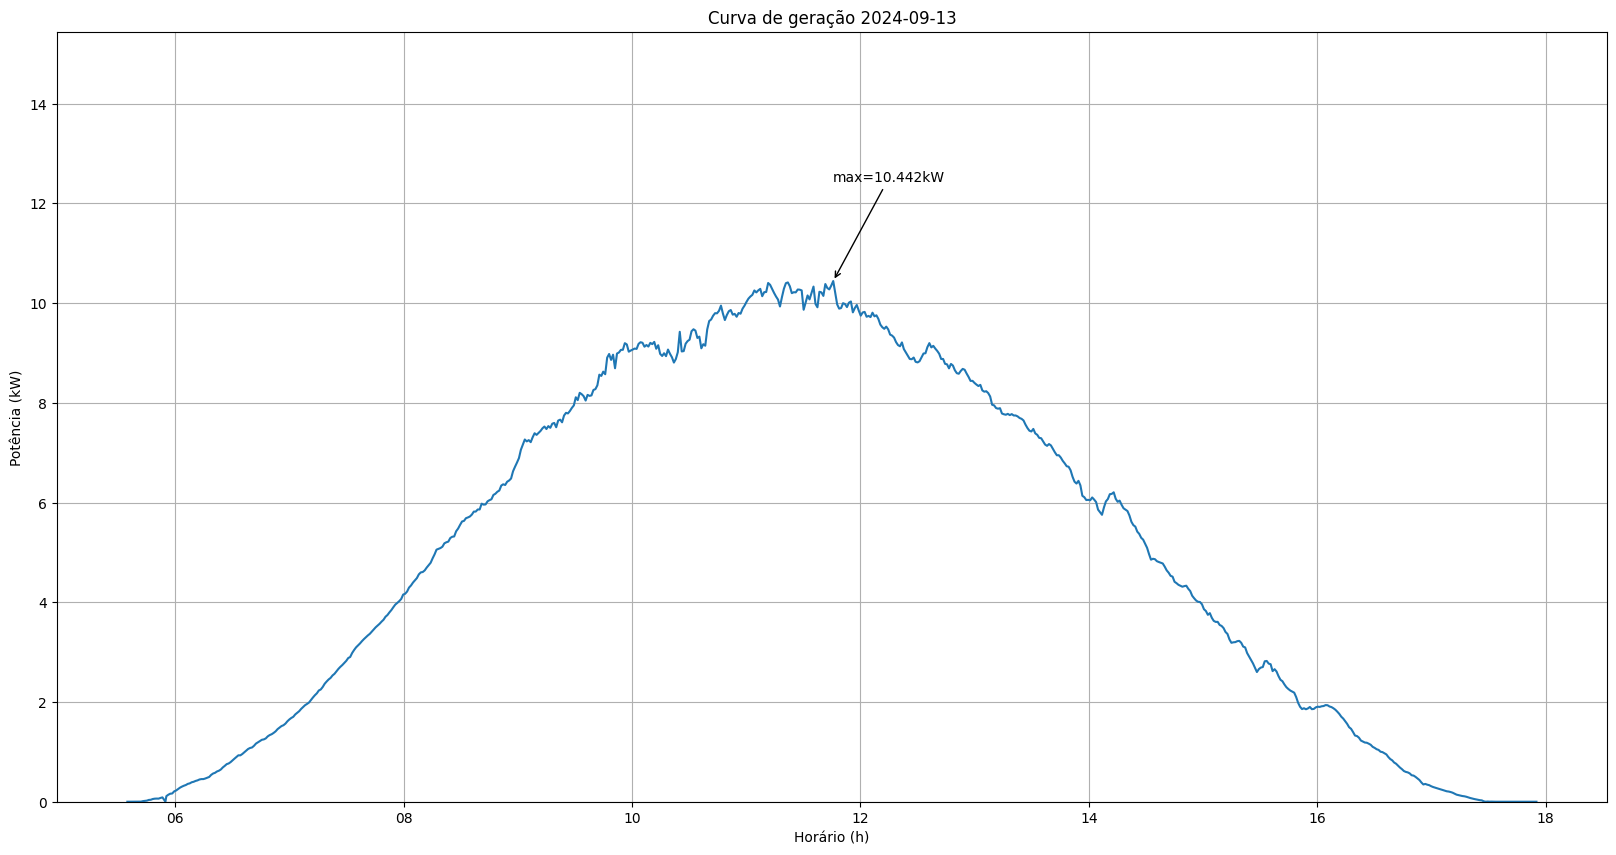 Curva de geração 2024-09-13
14
max=10.442kW
12
10
8
6
4
2
0
Potência (kW)
06 08 10 12 14 16 18
Horário (h)